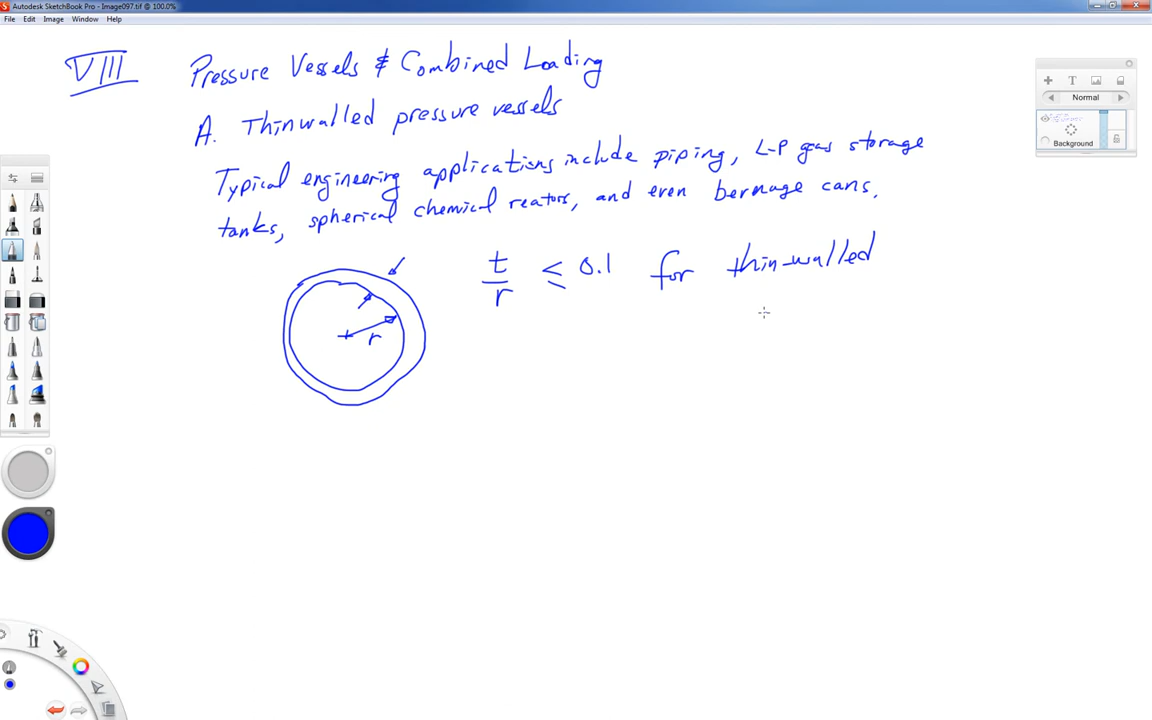 Autodesk SketchBook Pro - Image097.tif @ 100.0%
File Edit Image Window Help
VIII Pressure Vessels & Combined Loading
A. Thinwalled pressure vessels
Typical engineering applications include piping, L-P gas storage
tanks, spherical chemical reators, and even bernage cans.
t/r ≤ 0.1 for thin-walled
r
T
Normal
Background